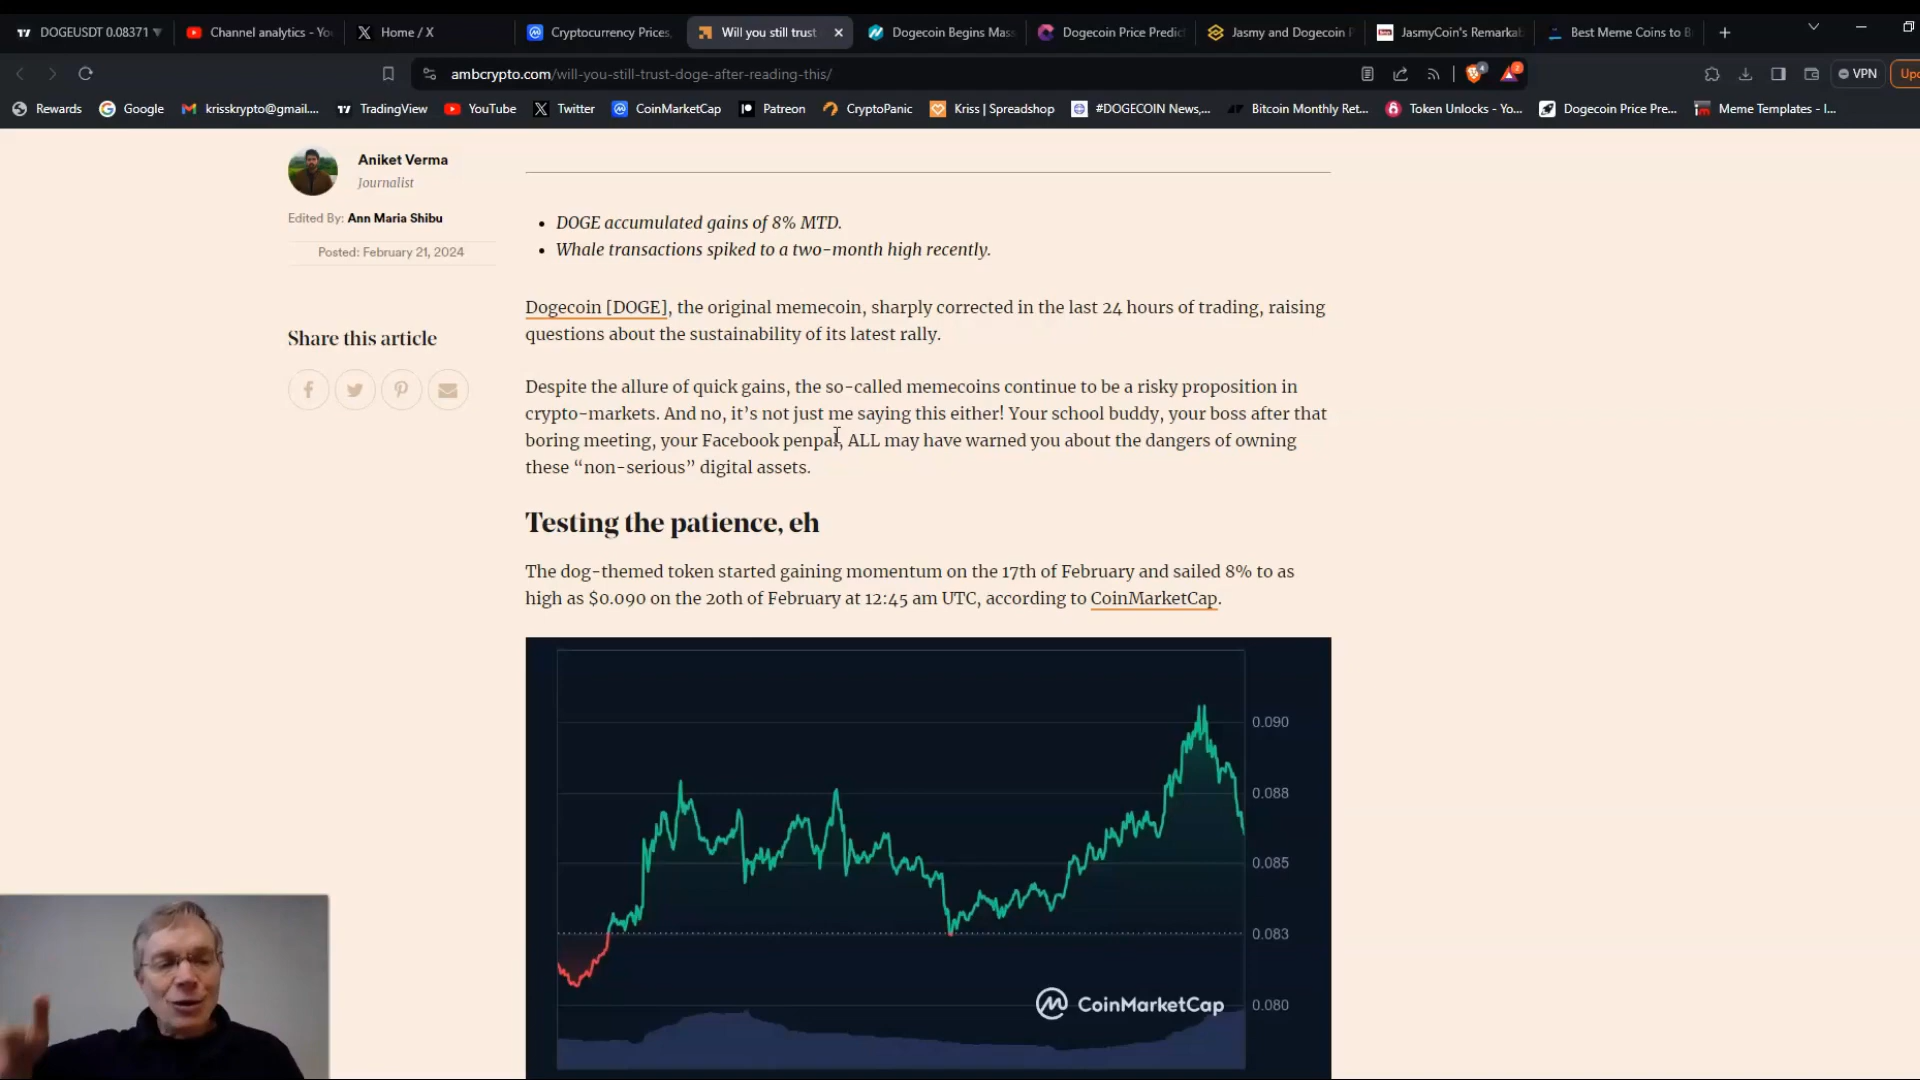 DOGEUSDT 0.08371
Channel analytics - Yo
Home / X
Cryptocurrency Prices,
Will you still trust
Dogecoin Begins Mass
Dogecoin Price Predic
Jasmy and Dogecoin P
JasmyCoin's Remarkab
Best Meme Coins to B
ambcrypto.com/will-you-still-trust-doge-after-reading-this/
4
2
VPN
Upd
Rewards
Google
krisskrypto@gmail....
TradingView
YouTube
Twitter
CoinMarketCap
Patreon
CryptoPanic
Kriss | Spreadshop
#DOGECOIN News,...
Bitcoin Monthly Ret...
Token Unlocks - Yo...
Dogecoin Price Pre...
Meme Templates - I...
Aniket Verma
Journalist
Edited By: Ann Maria Shibu
Posted: February 21, 2024
Share this article
• DOGE accumulated gains of 8% MTD.
• Whale transactions spiked to a two-month high recently.
Dogecoin [DOGE], the original memecoin, sharply corrected in the last 24 hours of trading, raising
questions about the sustainability of its latest rally.
Despite the allure of quick gains, the so-called memecoins continue to be a risky proposition in
crypto-markets. And no, it’s not just me saying this either! Your school buddy, your boss after that
boring meeting, your Facebook penpal, ALL may have warned you about the dangers of owning
these “non-serious” digital assets.
Testing the patience, eh
The dog-themed token started gaining momentum on the 17th of February and sailed 8% to as
high as $0.090 on the 20th of February at 12:45 am UTC, according to CoinMarketCap.
0.090
0.088
0.085
0.083
0.080
CoinMarketCap